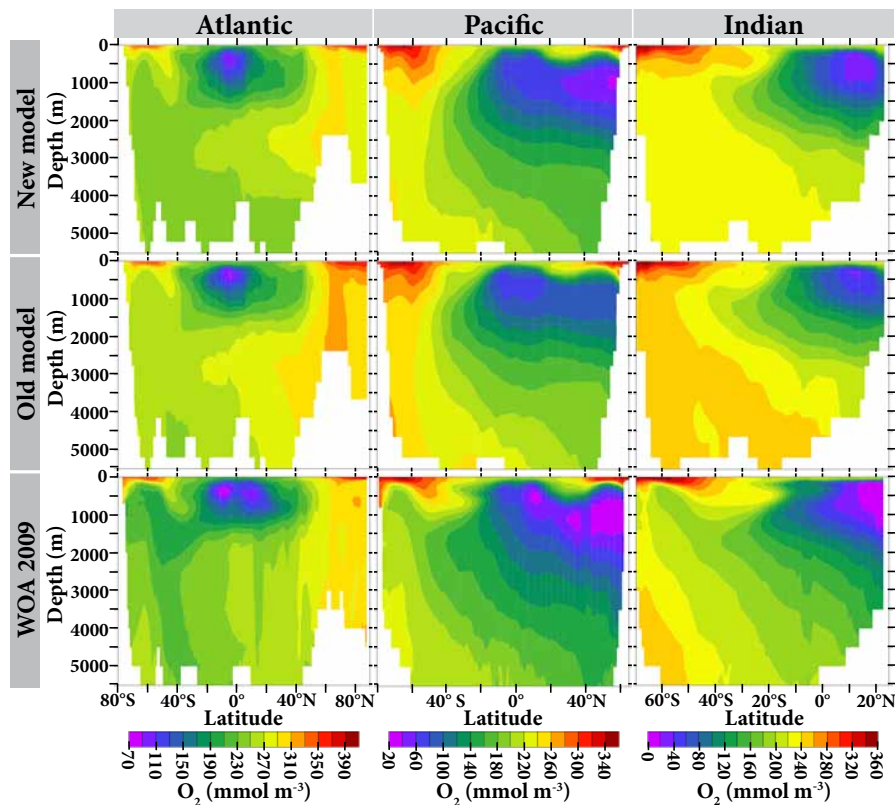 Atlantic Pacific Indian
New model
Depth (m)
0
1000
2000
3000
4000
5000
Old model
Depth (m)
0
1000
2000
3000
4000
5000
WOA 2009
Depth (m)
0
1000
2000
3000
4000
5000
80°S 40°S 0° 40°N 80°N 40°S 0° 40°N 60°S 40°S 20°S 0° 20°N
Latitude Latitude Latitude
70 110 150 190 230 270 310 350 390 20 60 100 140 180 220 260 300 340 0 40 80 120 160 200 240 280 320 360
O₂ (mmol m⁻³) O₂ (mmol m⁻³) O₂ (mmol m⁻³)